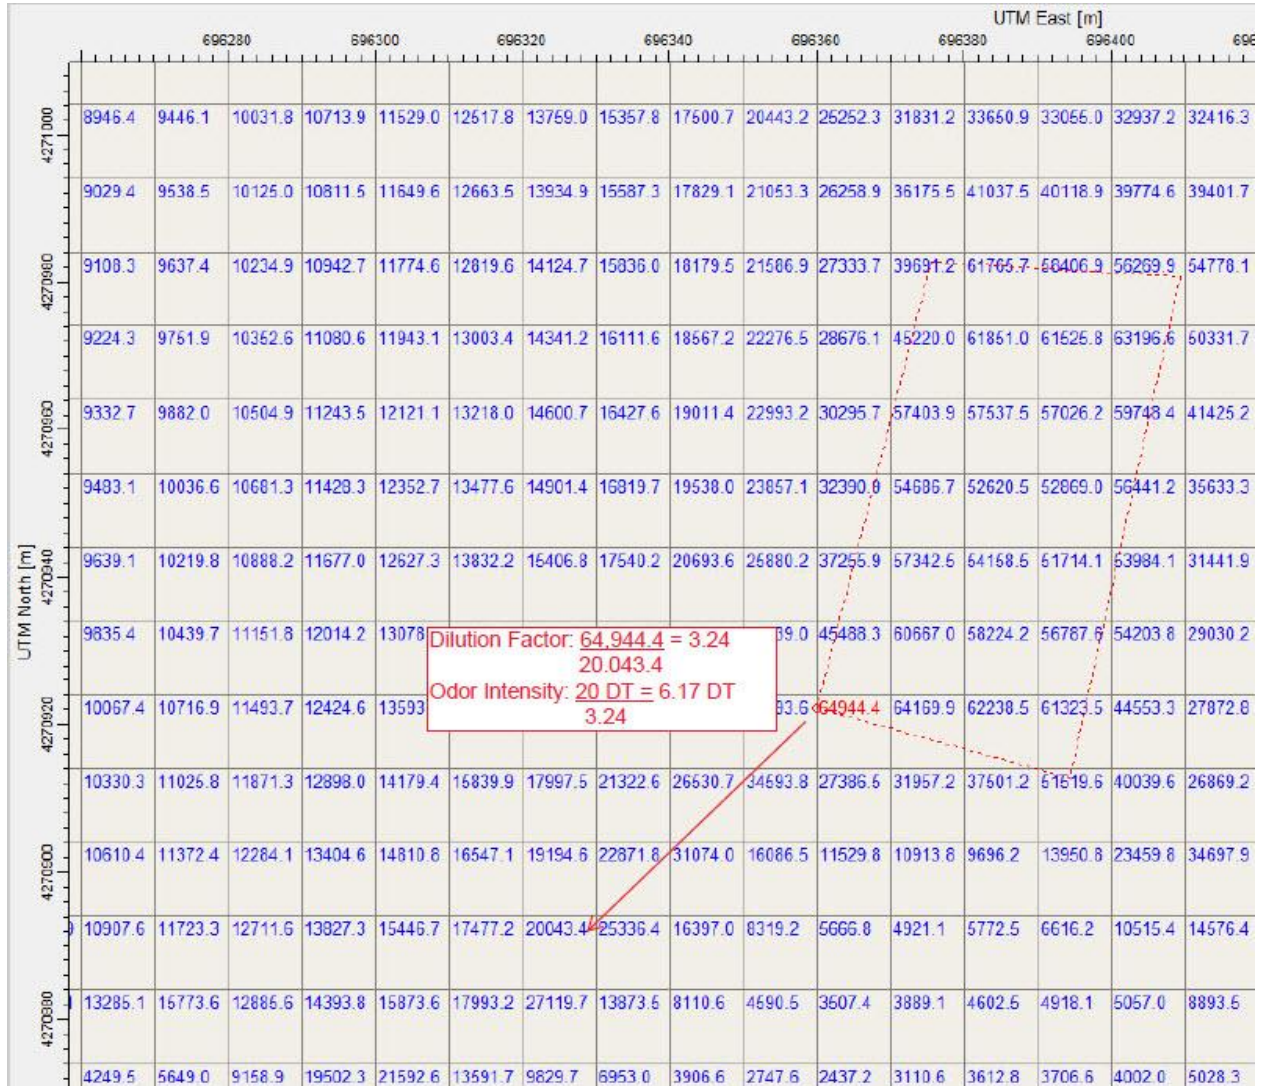 UTM East [m]
696280 696300 696320 696340 696360 696380 696400 696
4271000
8946.4 9446.1 10031.8 10713.9 11529.0 12517.8 13759.0 15357.8 17500.7 20443.2 25252.3 31831.2 33650.9 33055.0 32937.2 32416.3
9029.4 9538.5 10125.0 10811.5 11649.6 12663.5 13934.9 15587.3 17829.1 21053.3 26258.9 36175.5 41037.5 40118.9 39774.6 39401.7
4270980
9108.3 9637.4 10234.9 10942.7 11774.6 12819.6 14124.7 15836.0 18179.5 21586.9 27333.7 39691.2 61765.7 58406.9 56269.9 54778.1
9224.3 9751.9 10352.6 11080.6 11943.1 13003.4 14341.2 16111.6 18567.2 22276.5 28676.1 45220.0 61851.0 61525.8 63196.6 50331.7
4270960
9332.7 9882.0 10504.9 11243.5 12121.1 13218.0 14600.7 16427.6 19011.4 22993.2 30295.7 57403.9 57537.5 57026.2 59748.4 41425.2
9483.1 10036.6 10681.3 11428.3 12352.7 13477.6 14901.4 16819.7 19538.0 23857.1 32390.9 54686.7 52620.5 52869.0 56441.2 35633.3
UTM North [m]
4270940
9639.1 10219.8 10888.2 11677.0 12627.3 13832.2 15406.8 17540.2 20693.6 25880.2 37255.9 57342.5 54158.5 51714.1 53984.1 31441.9
9835.4 10439.7 11151.8 12014.2 13078 39.0 45488.3 60667.0 58224.2 56787.6 54203.8 29030.2
Dilution Factor: 64,944.4 = 3.24
20.043.4
Odor Intensity: 20 DT = 6.17 DT
3.24
4270920
10067.4 10716.9 11493.7 12424.6 13593 93.6 64944.4 64169.9 62238.5 61323.5 44553.3 27872.8
10330.3 11025.8 11871.3 12898.0 14179.4 15839.9 17997.5 21322.6 26530.7 34593.8 27386.5 31957.2 37501.2 51519.6 40039.6 26869.2
4270900
10610.4 11372.4 12284.1 13404.6 14810.8 16547.1 19194.6 22871.8 31074.0 16086.5 11529.8 10913.8 9696.2 13950.8 23459.8 34697.9
10907.6 11723.3 12711.6 13827.3 15446.7 17477.2 20043.4 25336.4 16397.0 8319.2 5666.8 4921.1 5772.5 6616.2 10515.4 14576.4
4270880
13285.1 15773.6 12885.6 14393.8 15873.6 17993.2 27119.7 13873.5 8110.6 4590.5 3507.4 3889.1 4602.5 4918.1 5057.0 8893.5
4249.5 5649.0 9158.9 19502.3 21592.6 13591.7 9829.7 6953.0 3906.6 2747.6 2437.2 3110.6 3612.8 3706.6 4002.0 5028.3